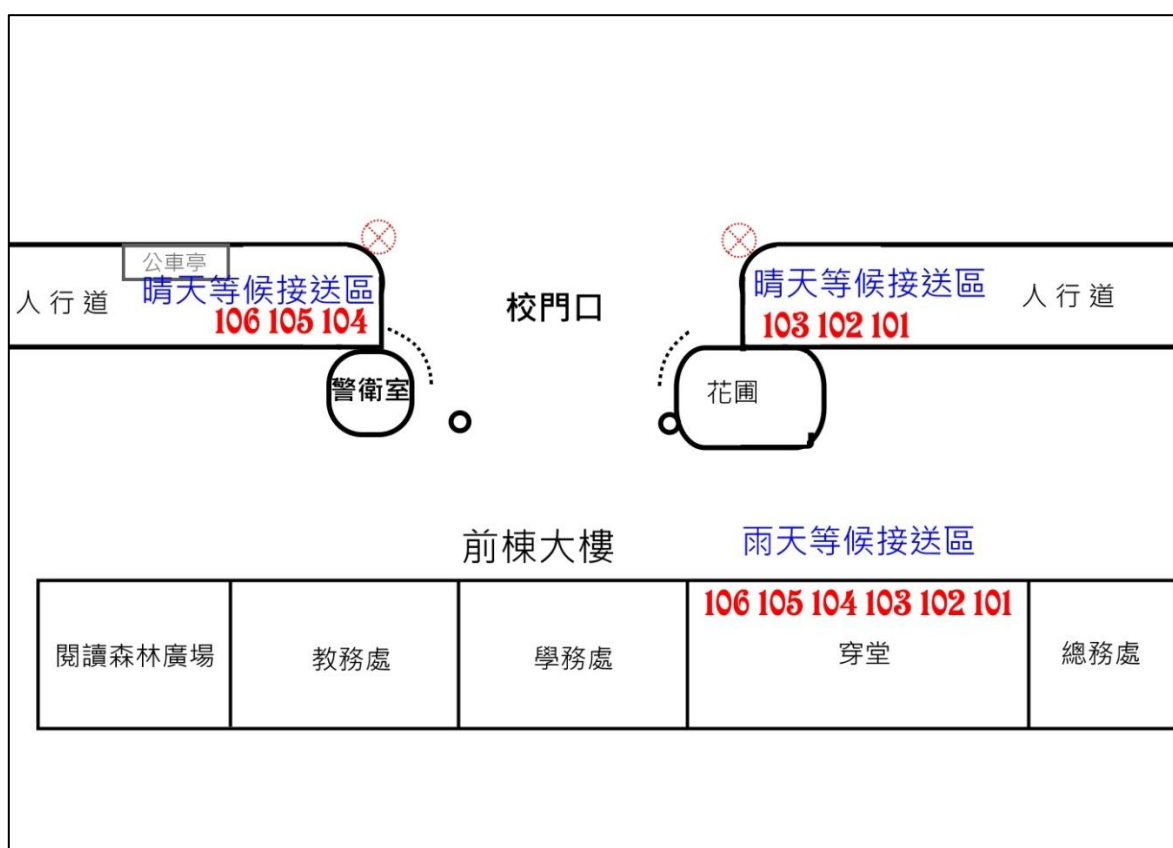 公車亭
人行道
晴天等候接送區
106 105 104
校門口
晴天等候接送區
103 102 101
人行道
警衛室
花圃
前棟大樓
雨天等候接送區
106 105 104 103 102 101
閱讀森林廣場
教務處
學務處
穿堂
總務處